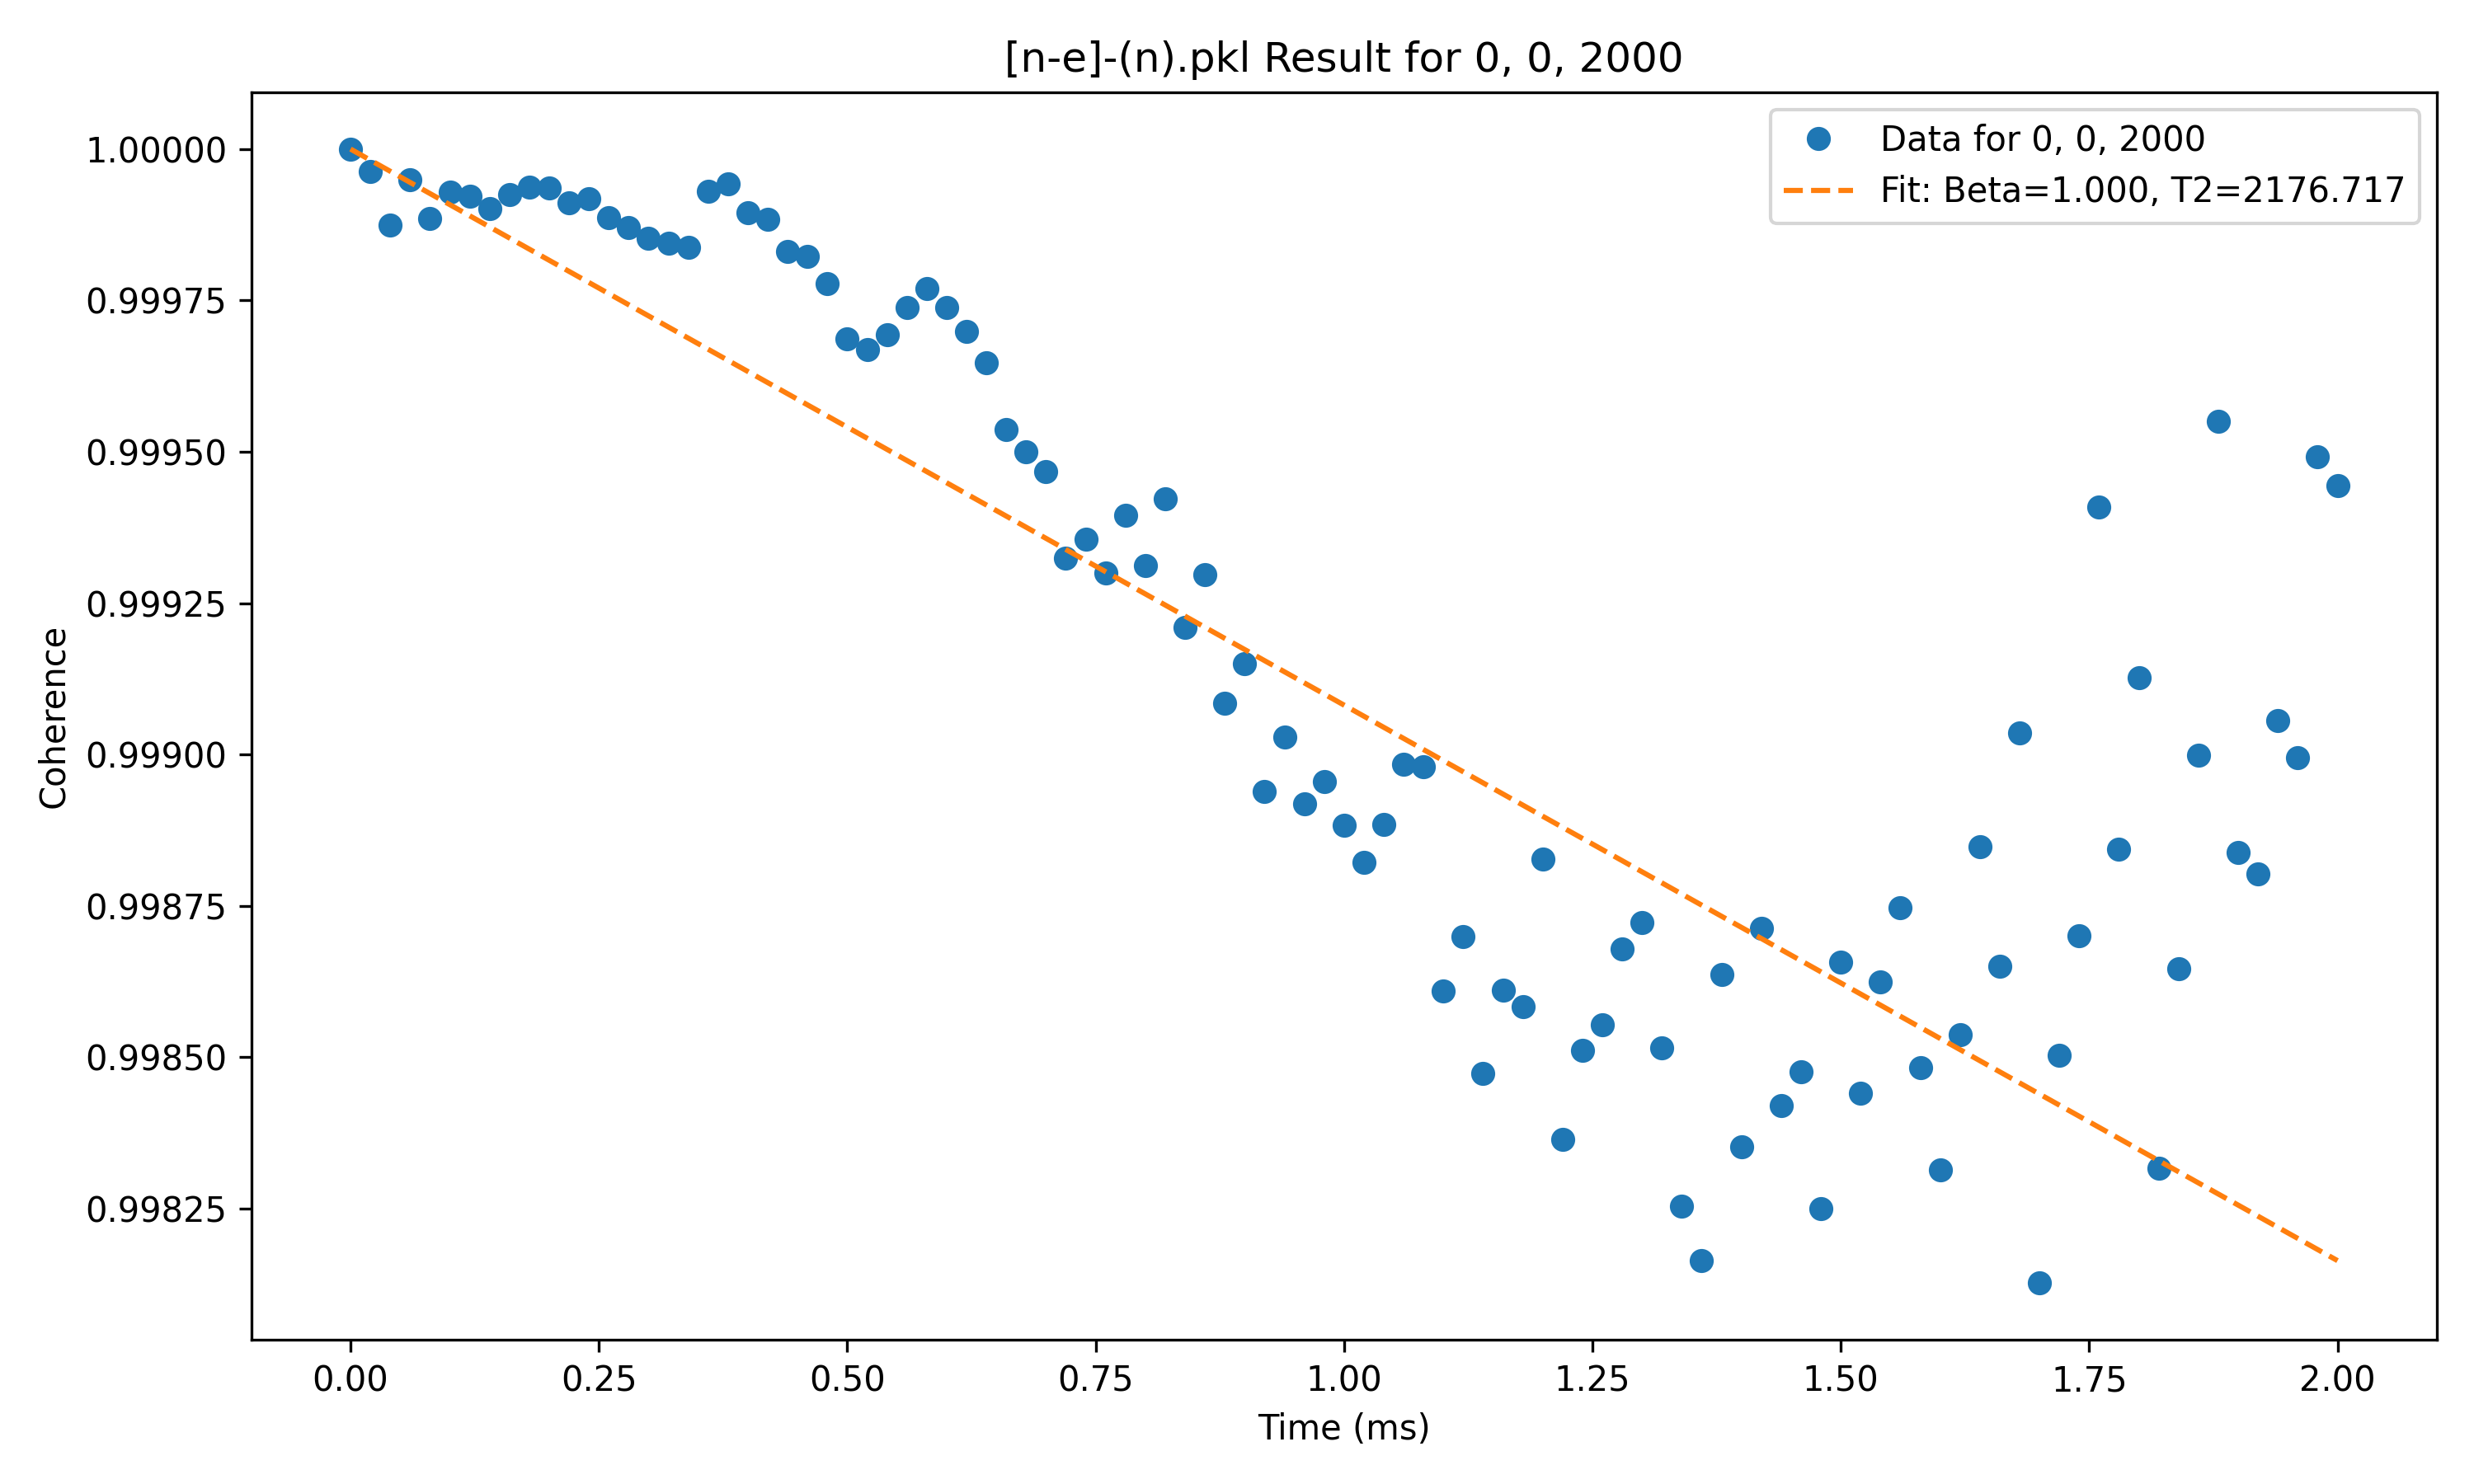 [n-e]-(n).pkl Result for 0, 0, 2000
Data for 0, 0, 2000
Fit: Beta=1.000, T2=2176.717
Coherence
1.00000
0.99975
0.99950
0.99925
0.99900
0.99875
0.99850
0.99825
0.00 0.25 0.50 0.75 1.00 1.25 1.50 1.75 2.00
Time (ms)